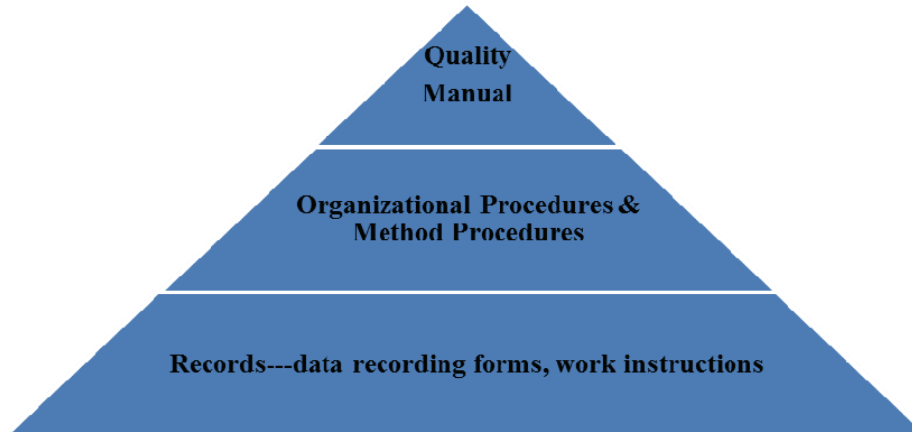 Quality
Manual
Organizational Procedures &
Method Procedures
Records---data recording forms, work instructions